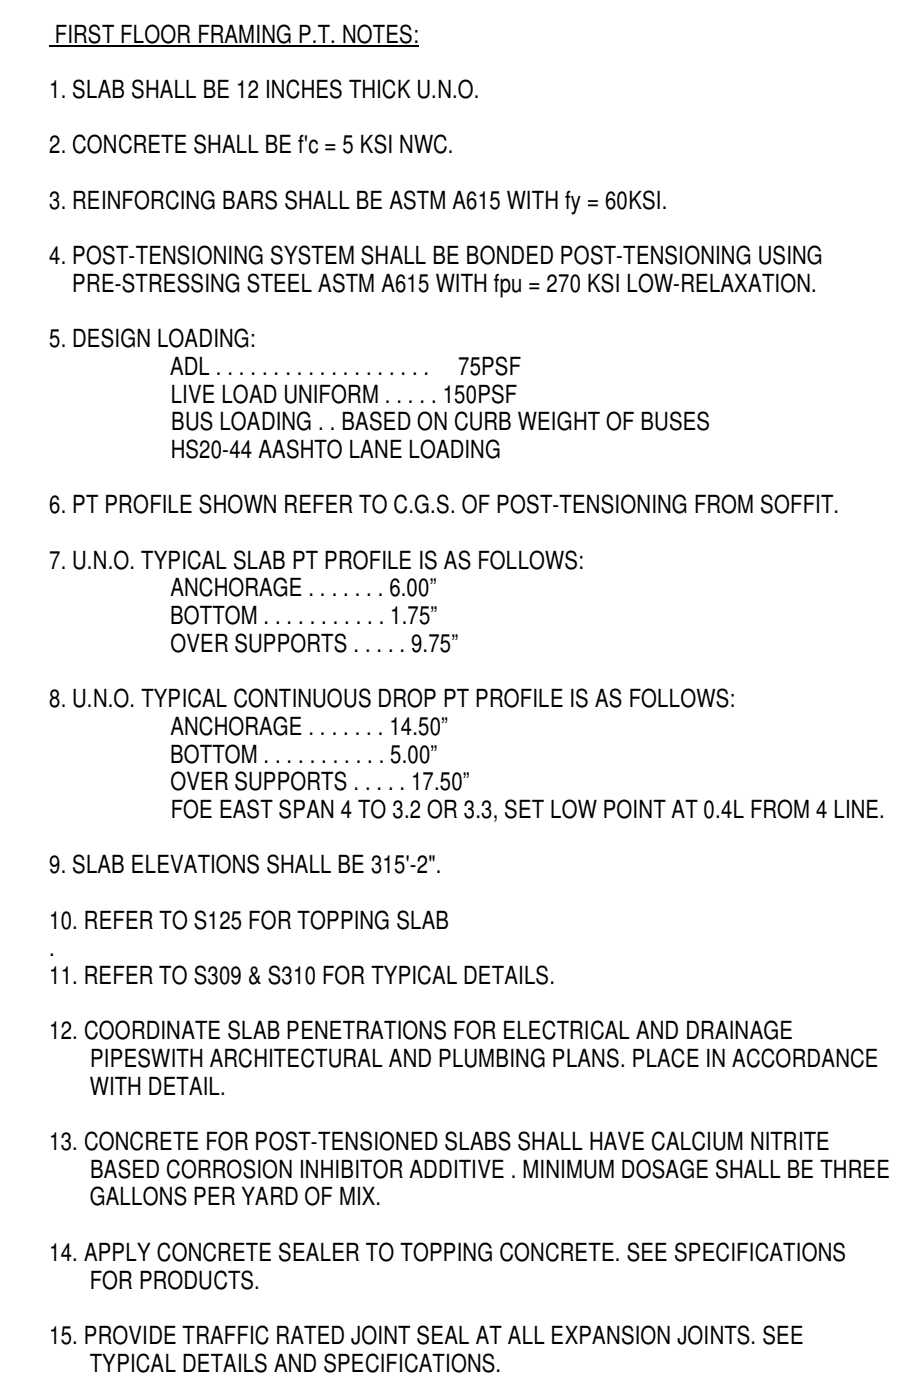 FIRST FLOOR FRAMING P.T. NOTES:
1. SLAB SHALL BE 12 INCHES THICK U.N.O.
2. CONCRETE SHALL BE f'c = 5 KSI NWC.
3. REINFORCING BARS SHALL BE ASTM A615 WITH fy = 60KSI.
4. POST-TENSIONING SYSTEM SHALL BE BONDED POST-TENSIONING USING
PRE-STRESSING STEEL ASTM A615 WITH fpu = 270 KSI LOW-RELAXATION.
5. DESIGN LOADING:
ADL . . . . . . . . . . . . . . . . . . . 75PSF
LIVE LOAD UNIFORM . . . . . 150PSF
BUS LOADING . . BASED ON CURB WEIGHT OF BUSES
HS20-44 AASHTO LANE LOADING
6. PT PROFILE SHOWN REFER TO C.G.S. OF POST-TENSIONING FROM SOFFIT.
7. U.N.O. TYPICAL SLAB PT PROFILE IS AS FOLLOWS:
ANCHORAGE . . . . . . . 6.00”
BOTTOM . . . . . . . . . . . 1.75”
OVER SUPPORTS . . . . . 9.75”
8. U.N.O. TYPICAL CONTINUOUS DROP PT PROFILE IS AS FOLLOWS:
ANCHORAGE . . . . . . . 14.50”
BOTTOM . . . . . . . . . . . 5.00”
OVER SUPPORTS . . . . . 17.50”
FOE EAST SPAN 4 TO 3.2 OR 3.3, SET LOW POINT AT 0.4L FROM 4 LINE.
9. SLAB ELEVATIONS SHALL BE 315'-2".
10. REFER TO S125 FOR TOPPING SLAB
.
11. REFER TO S309 & S310 FOR TYPICAL DETAILS.
12. COORDINATE SLAB PENETRATIONS FOR ELECTRICAL AND DRAINAGE
PIPESWITH ARCHITECTURAL AND PLUMBING PLANS. PLACE IN ACCORDANCE
WITH DETAIL.
13. CONCRETE FOR POST-TENSIONED SLABS SHALL HAVE CALCIUM NITRITE
BASED CORROSION INHIBITOR ADDITIVE . MINIMUM DOSAGE SHALL BE THREE
GALLONS PER YARD OF MIX.
14. APPLY CONCRETE SEALER TO TOPPING CONCRETE. SEE SPECIFICATIONS
FOR PRODUCTS.
15. PROVIDE TRAFFIC RATED JOINT SEAL AT ALL EXPANSION JOINTS. SEE
TYPICAL DETAILS AND SPECIFICATIONS.